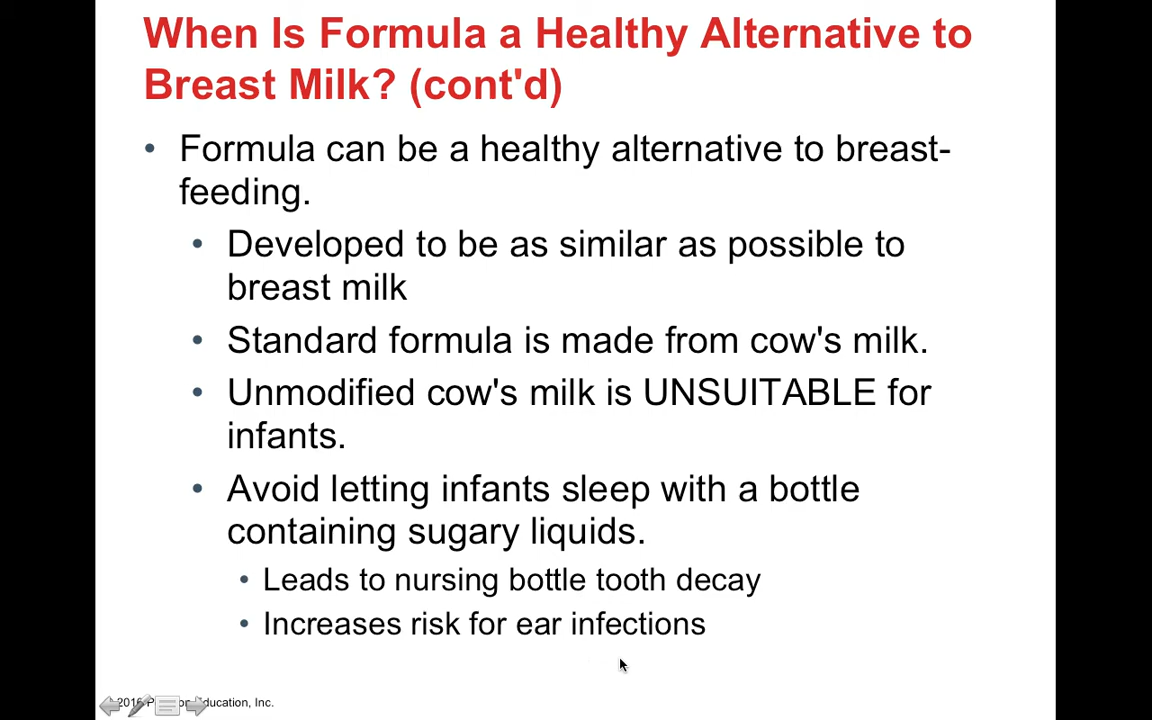 When Is Formula a Healthy Alternative to
Breast Milk? (cont'd)
• Formula can be a healthy alternative to breast-
feeding.
• Developed to be as similar as possible to
breast milk
• Standard formula is made from cow's milk.
• Unmodified cow's milk is UNSUITABLE for
infants.
• Avoid letting infants sleep with a bottle
containing sugary liquids.
• Leads to nursing bottle tooth decay
• Increases risk for ear infections
2016 Education, Inc.